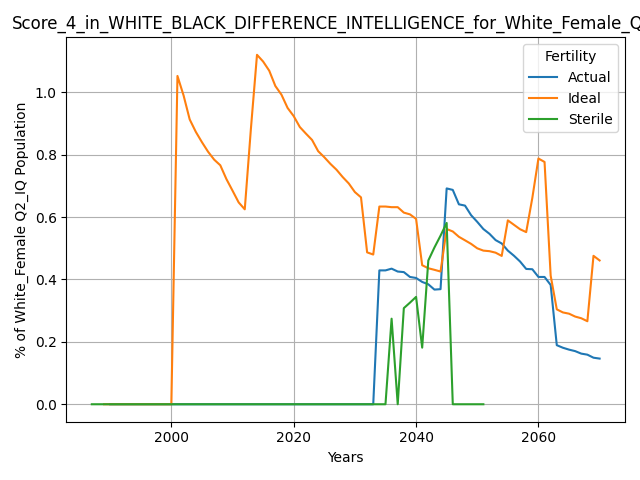 Score_4_in_WHITE_BLACK_DIFFERENCE_INTELLIGENCE_for_White_Female_Q
Fertility
Actual
Ideal
Sterile
% of White_Female Q2_IQ Population
1.0
0.8
0.6
0.4
0.2
0.0
2000
2020
2040
2060
Years